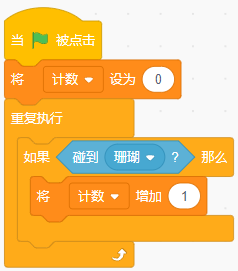 当 被点击
将 计数 设为 0
重复执行
如果 碰到 珊瑚 ? 那么
将 计数 增加 1